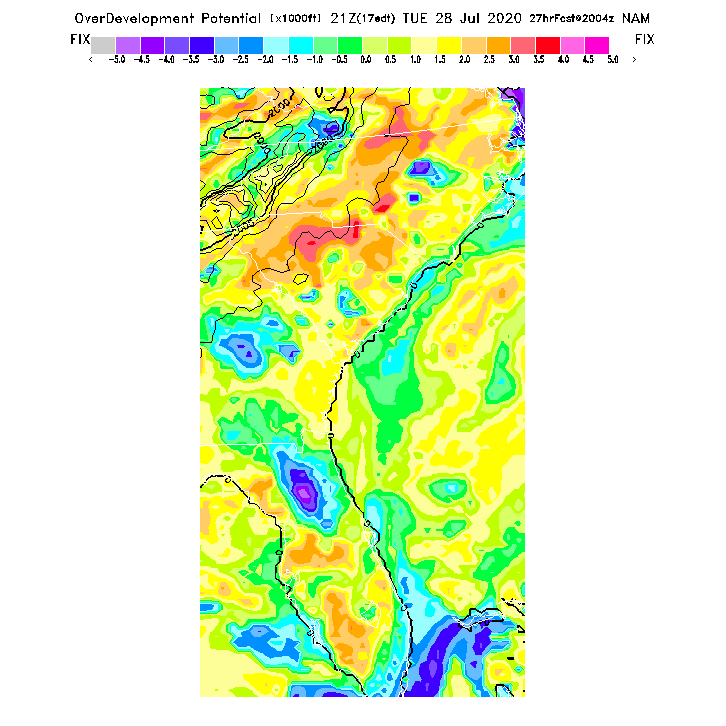 OverDevelopment Potential [x1000ft] 21Z(17edt) TUE 28 Jul 2020 27hrFcst@2004z NAM
FIX FIX
< -5.0 -4.5 -4.0 -3.5 -3.0 -2.5 -2.0 -1.5 -1.0 -0.5 0.0 0.5 1.0 1.5 2.0 2.5 3.0 3.5 4.0 4.5 5.0 >
2000